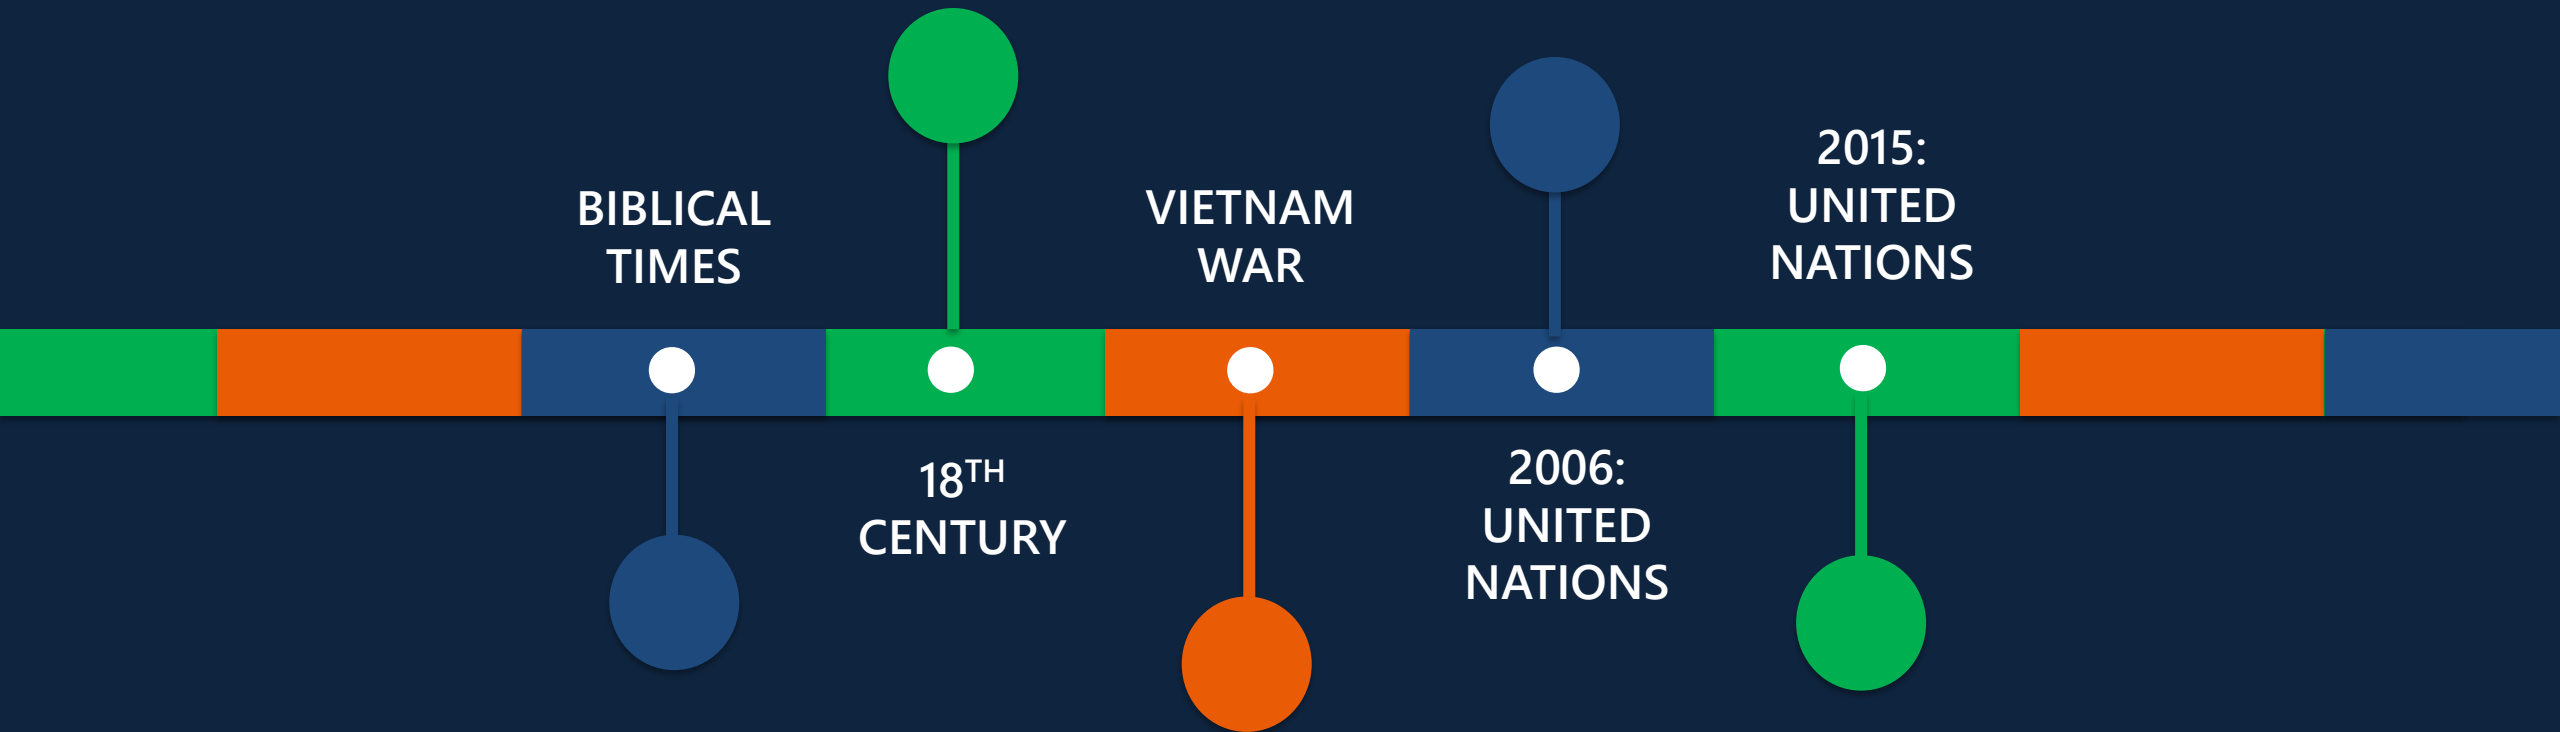 BIBLICAL
TIMES
18TH
CENTURY
VIETNAM
WAR
2006:
UNITED
NATIONS
2015:
UNITED
NATIONS